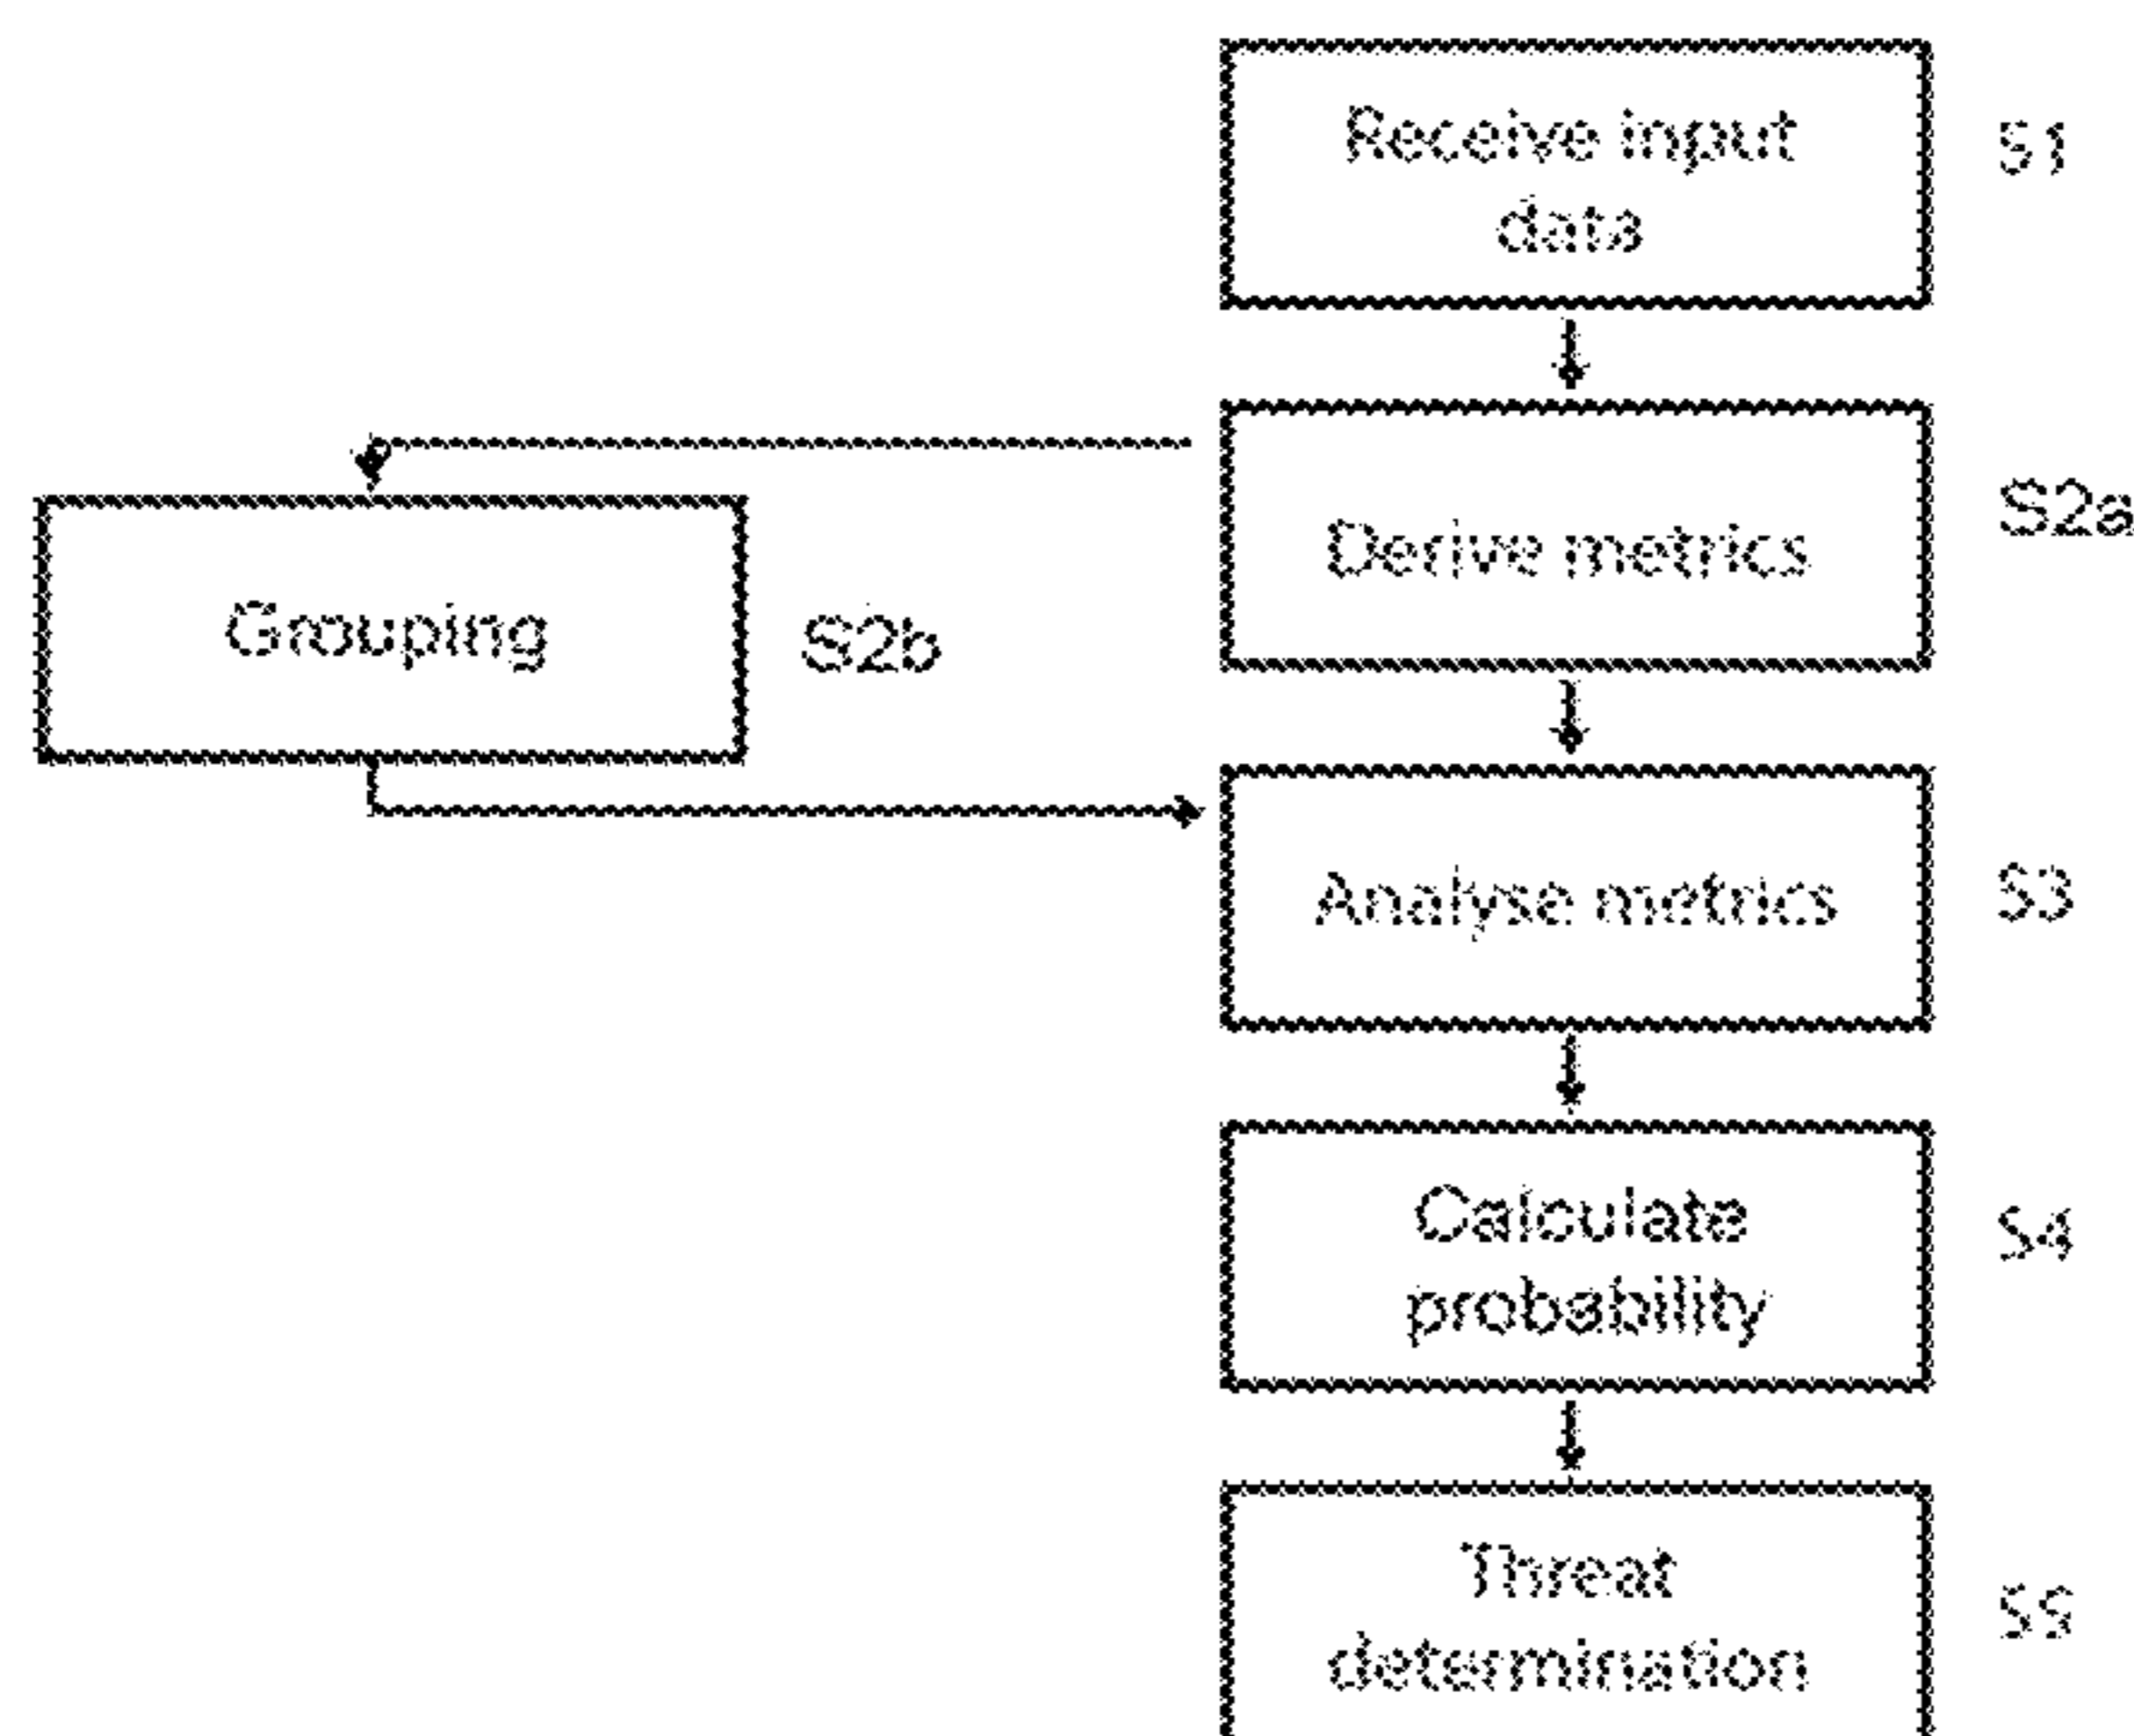 Receive input
data
S1
Derive metrics
S2a
Grouping
S2b
Analyse metrics
S3
Calculate
probability
S4
Threat
determination
S5